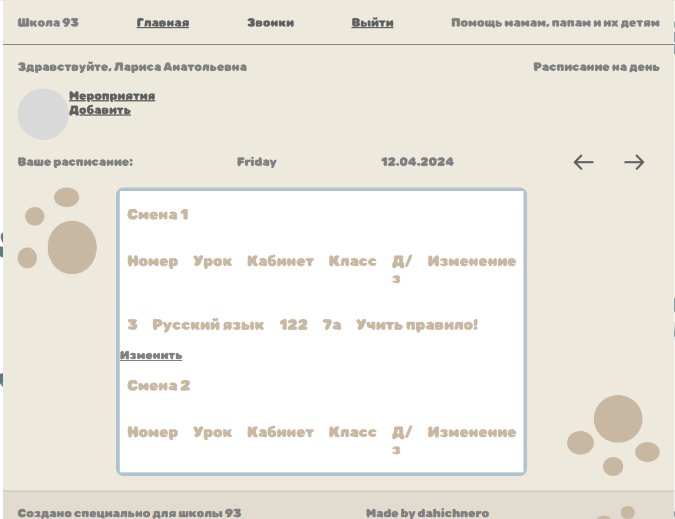 Школа 93 Главная Звонки Выйти Помощь мамам, папам и их детям
Здравствуйте, Лариса Анатольевна Расписание на день
Мероприятия
Добавить
Ваше расписание: Friday 12.04.2024
Смена 1
Номер Урок Кабинет Класс Д/з Изменение
3 Русский язык 122 7а Учить правило!
Изменить
Смена 2
Номер Урок Кабинет Класс Д/з Изменение
Создано специально для школы 93 Made by dahichnero